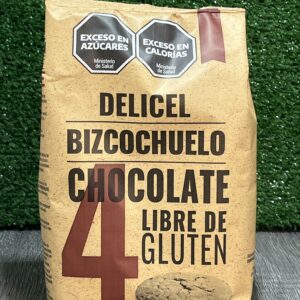 EXCESO EN
AZÚCARES
Ministerio
de Salud
EXCESO EN
CALORÍAS
Ministerio
de Salud
DELICEL
BIZCOCHUELO
CHOCOLATE
4
LIBRE DE
GLUTEN